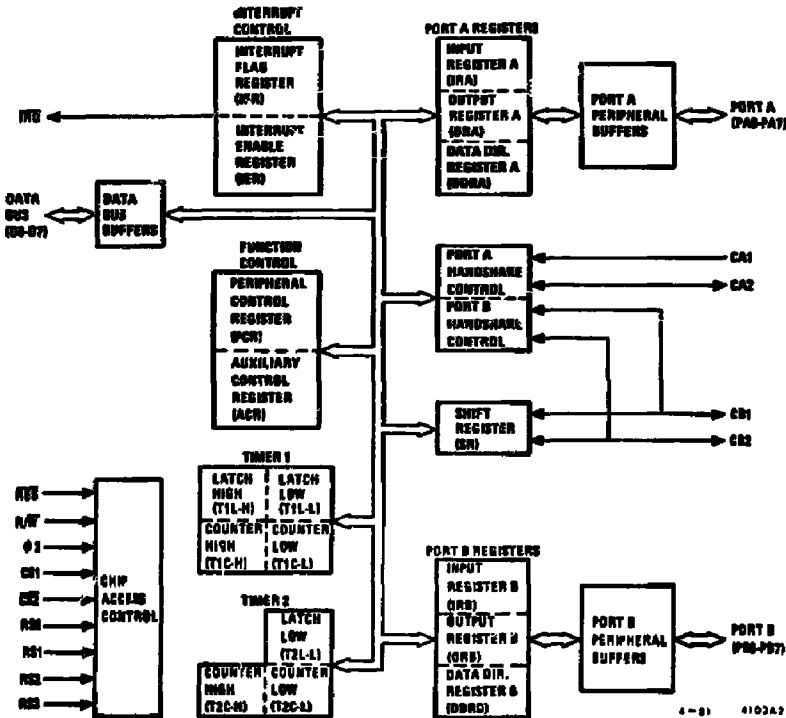 INTERRUPT
CONTROL
INTERRUPT
FLAG
REGISTER
(IFR)
INTERRUPT
ENABLE
REGISTER
(IER)
IRQ
DATA
BUS
(D0-D7)
DATA
BUS
BUFFERS
FUNCTION
CONTROL
PERIPHERAL
CONTROL
REGISTER
(PCR)
AUXILIARY
CONTROL
REGISTER
(ACR)
TIMER 1
LATCH
HIGH
(T1L-H)
LATCH
LOW
(T1L-L)
COUNTER
HIGH
(T1C-H)
COUNTER
LOW
(T1C-L)
TIMER 2
LATCH
LOW
(T2L-L)
COUNTER
HIGH
(T2C-H)
COUNTER
LOW
(T2C-L)
RES
R/W
φ2
CS1
CS2
RS0
RS1
RS2
RS3
CHIP
ACCESS
CONTROL
PORT A REGISTERS
INPUT
REGISTER A
(IRA)
OUTPUT
REGISTER A
(ORA)
DATA DIR.
REGISTER A
(DDRA)
PORT A
PERIPHERAL
BUFFERS
PORT A
(PA0-PA7)
PORT A
HANDSHAKE
CONTROL
PORT B
HANDSHAKE
CONTROL
CA1
CA2
SHIFT
REGISTER
(SR)
CB1
CB2
PORT B REGISTERS
INPUT
REGISTER B
(IRB)
OUTPUT
REGISTER B
(ORB)
DATA DIR.
REGISTER B
(DDRB)
PORT B
PERIPHERAL
BUFFERS
PORT B
(PB0-PB7)
4-81 4103A2